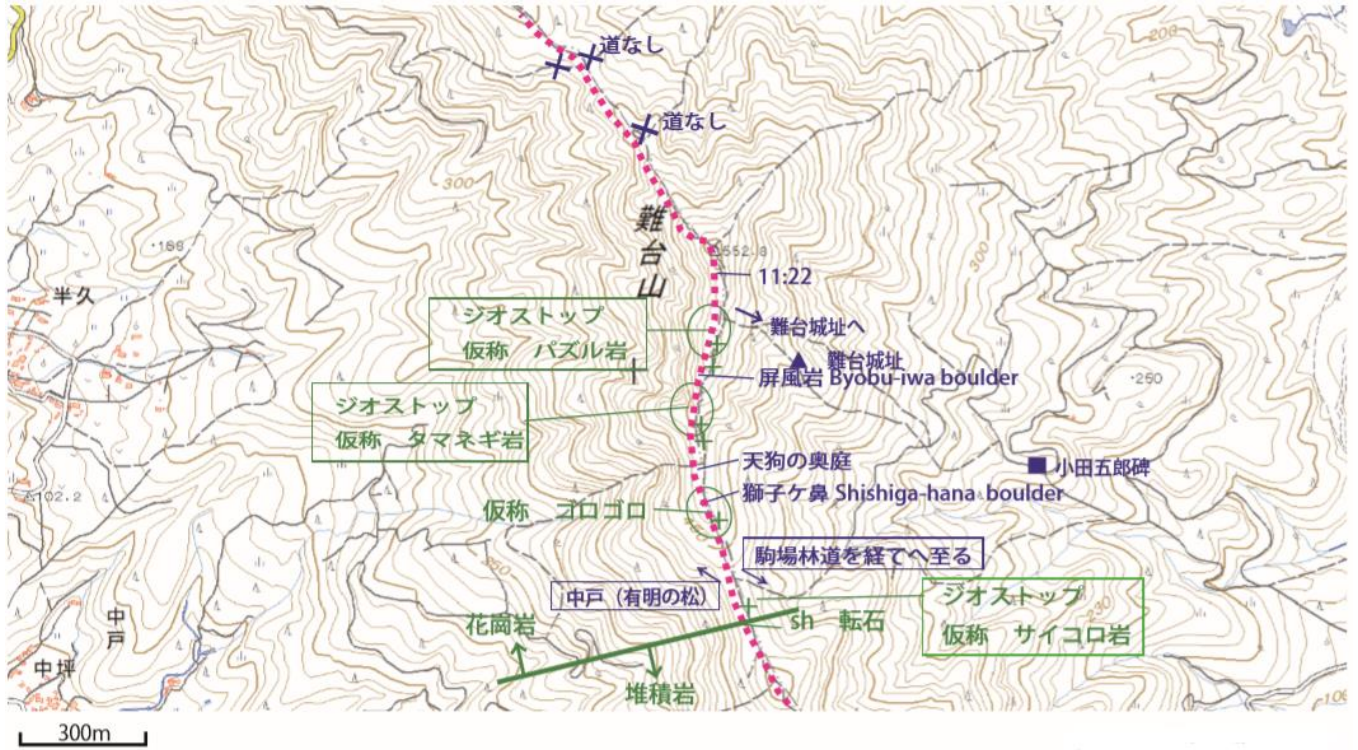 道なし
200
道なし
300
難台山
552.8
・168
11:22
半久
300
ジオストップ
仮称 パズル岩
難台城址へ
難台城址
屏風岩 Byobu-iwa boulder
・250
ジオストップ
仮称 タマネギ岩
天狗の奥庭
小田五郎碑
獅子ケ鼻 Shishiga-hana boulder
102.2
仮称 ゴロゴロ
駒場林道を経てへ至る
250
中戸（有明の松）
ジオストップ
仮称 サイコロ岩
230
中戸
花崗岩
sh 転石
中坪
堆積岩
300m